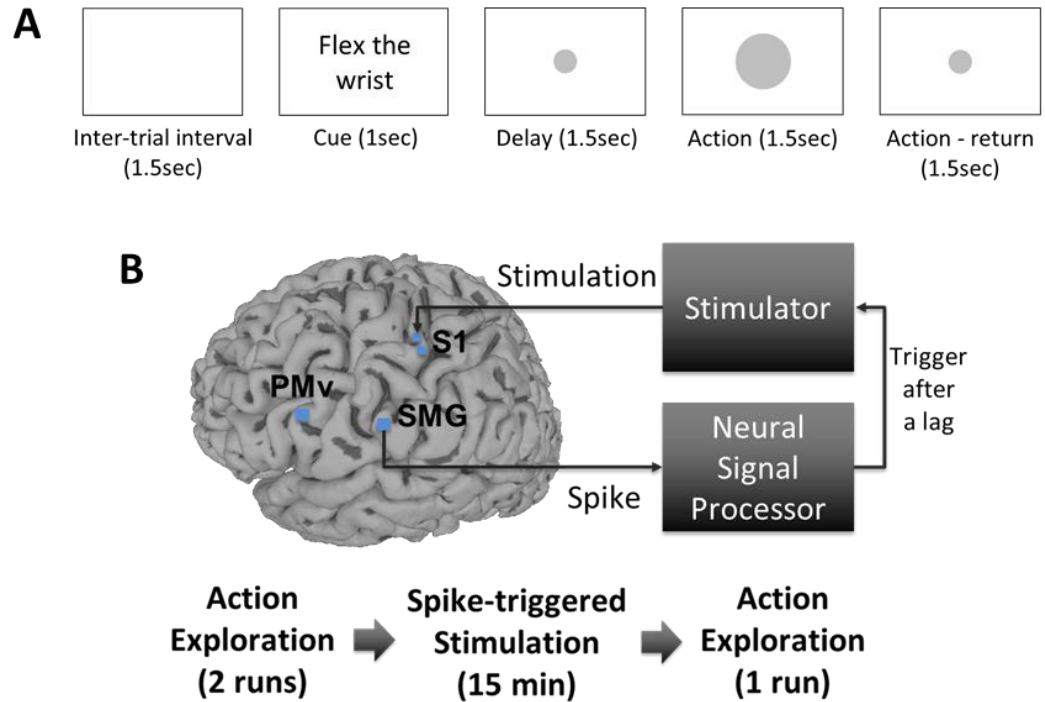 A
Flex the
wrist
Inter-trial interval
(1.5sec)
Cue (1sec)
Delay (1.5sec)
Action (1.5sec)
Action - return
(1.5sec)
B
Stimulation
Stimulator
S1
PMv
SMG
Trigger
after
a lag
Neural
Signal
Processor
Spike
Action
Exploration
(2 runs)
Spike-triggered
Stimulation
(15 min)
Action
Exploration
(1 run)